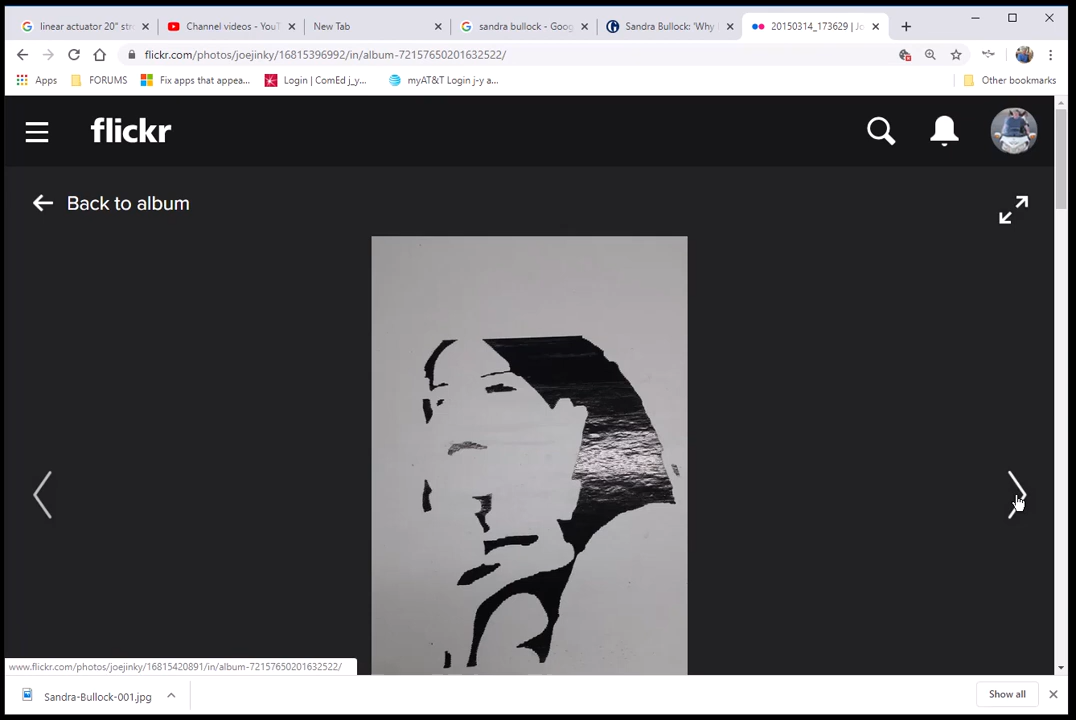 linear actuator 20" str
Channel videos - YouT
New Tab
sandra bullock - Goog
Sandra Bullock: 'Why
20150314_173629 | Jo
flickr.com/photos/joejinky/16815396992/in/album-72157650201632522/
Apps
FORUMS
Fix apps that appea...
Login | ComEd j_y...
myAT&T Login j-y a...
Other bookmarks
flickr
Back to album
www.flickr.com/photos/joejinky/16815420891/in/album-72157650201632522/
Sandra-Bullock-001.jpg
Show all